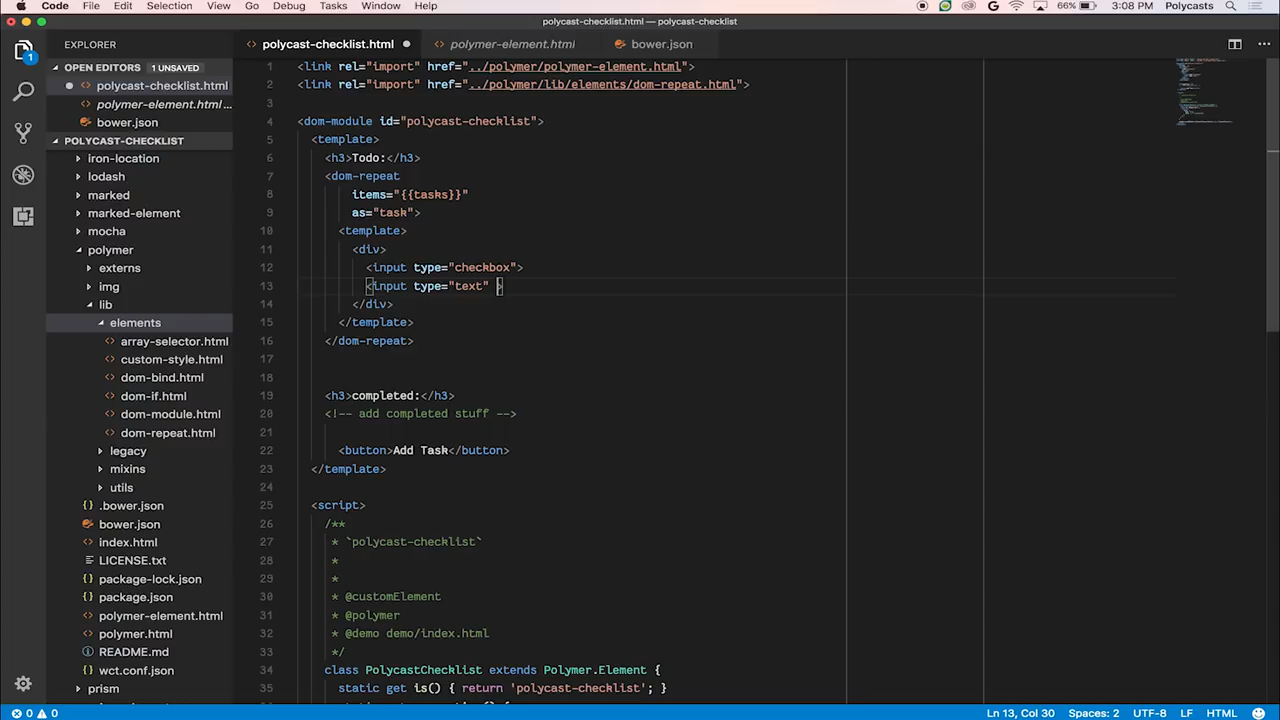 Code File Edit Selection View Go Debug Tasks Window Help 66% 3:08 PM Polycasts
polycast-checklist.html — polycast-checklist
EXPLORER
polycast-checklist.html
polymer-element.html
bower.json
OPEN EDITORS 1 UNSAVED
polycast-checklist.html
polymer-element.html...
bower.json
POLYCAST-CHECKLIST
iron-location
lodash
marked
marked-element
mocha
polymer
externs
img
lib
elements
array-selector.html
custom-style.html
dom-bind.html
dom-if.html
dom-module.html
dom-repeat.html
legacy
mixins
utils
.bower.json
bower.json
index.html
LICENSE.txt
package-lock.json
package.json
polymer-element.html
polymer.html
README.md
wct.conf.json
prism
1 <link rel="import" href="../polymer/polymer-element.html">
2 <link rel="import" href="../polymer/lib/elements/dom-repeat.html">
3
4 <dom-module id="polycast-checklist">
5 <template>
6 <h3>Todo:</h3>
7 <dom-repeat
8 items="{{tasks}}"
9 as="task">
10 <template>
11 <div>
12 <input type="checkbox">
13 <input type="text" >
14 </div>
15 </template>
16 </dom-repeat>
17
18
19 <h3>completed:</h3>
20 <!-- add completed stuff -->
21
22 <button>Add Task</button>
23 </template>
24
25 <script>
26 /**
27 * `polycast-checklist`
28 *
29 *
30 * @customElement
31 * @polymer
32 * @demo demo/index.html
33 */
34 class PolycastChecklist extends Polymer.Element {
35 static get is() { return 'polycast-checklist'; }
0 0 Ln 13, Col 30 Spaces: 2 UTF-8 LF HTML